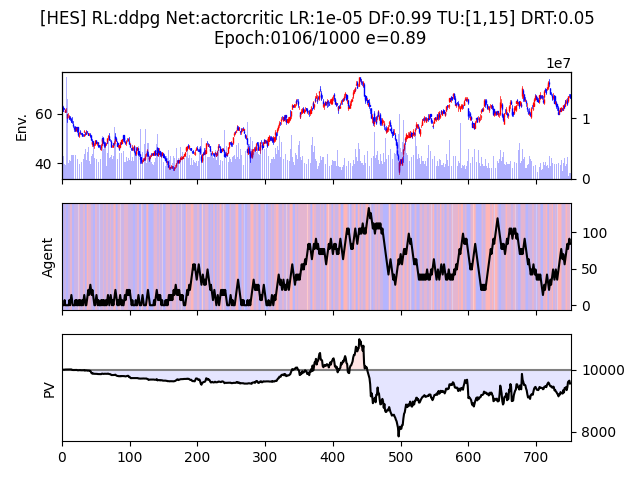 [HES] RL:ddpg Net:actorcritic LR:1e-05 DF:0.99 TU:[1,15] DRT:0.05
Epoch:0106/1000 e=0.89
1e7
Env.
60
40
1
0
Agent
100
50
0
PV
10000
8000
0 100 200 300 400 500 600 700